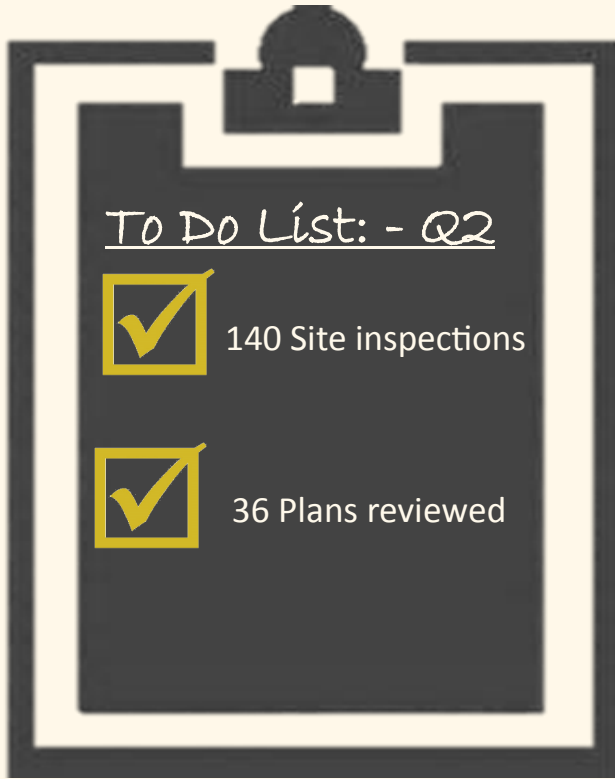 To Do List: - Q2
140 Site inspections
36 Plans reviewed